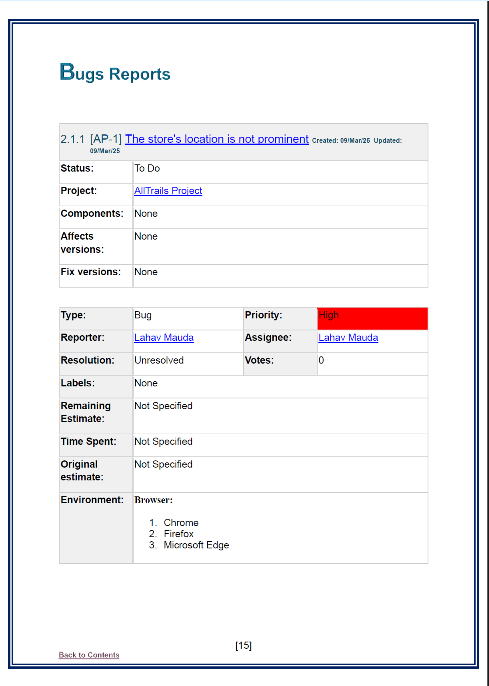 Bugs Reports
2.1.1 [AP-1] The store's location is not prominent Created: 09/Mar/25 Updated:
09/Mar/25
Status: To Do
Project: AllTrails Project
Components: None
Affects None
versions:
Fix versions: None
Type: Bug Priority: High
Reporter: Lahav Mauda Assignee: Lahav Mauda
Resolution: Unresolved Votes: 0
Labels: None
Remaining Not Specified
Estimate:
Time Spent: Not Specified
Original Not Specified
estimate:
Environment: Browser:
1. Chrome
2. Firefox
3. Microsoft Edge
[15]
Back to Contents